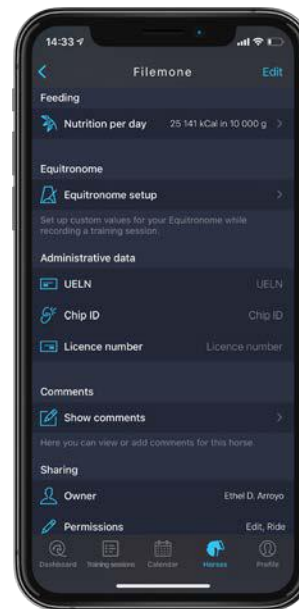 14:33
Filemone
Edit
Feeding
Nutrition per day 25 141 kCal in 10 000 g
Equitronome
Equitronome setup
Set up custom values for your Equitronome while
recording a training session.
Administrative data
UELN UELN
Chip ID Chip ID
Licence number Licence number
Comments
Show comments
Here you can view or add comments for this horse.
Sharing
Owner Ethel D. Arroyo
Permissions Edit, Ride
Dashboard Training sessions Calendar Horses Profile